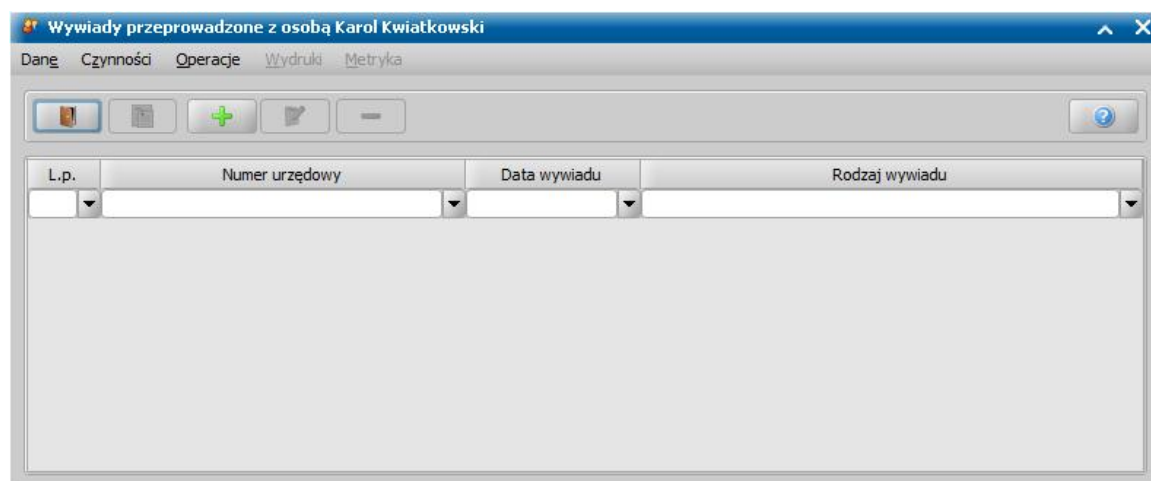 Wywiady przeprowadzone z osobą Karol Kwiatkowski
Dane Czynności Operacje Wydruki Metryka
L.p. Numer urzędowy Data wywiadu Rodzaj wywiadu